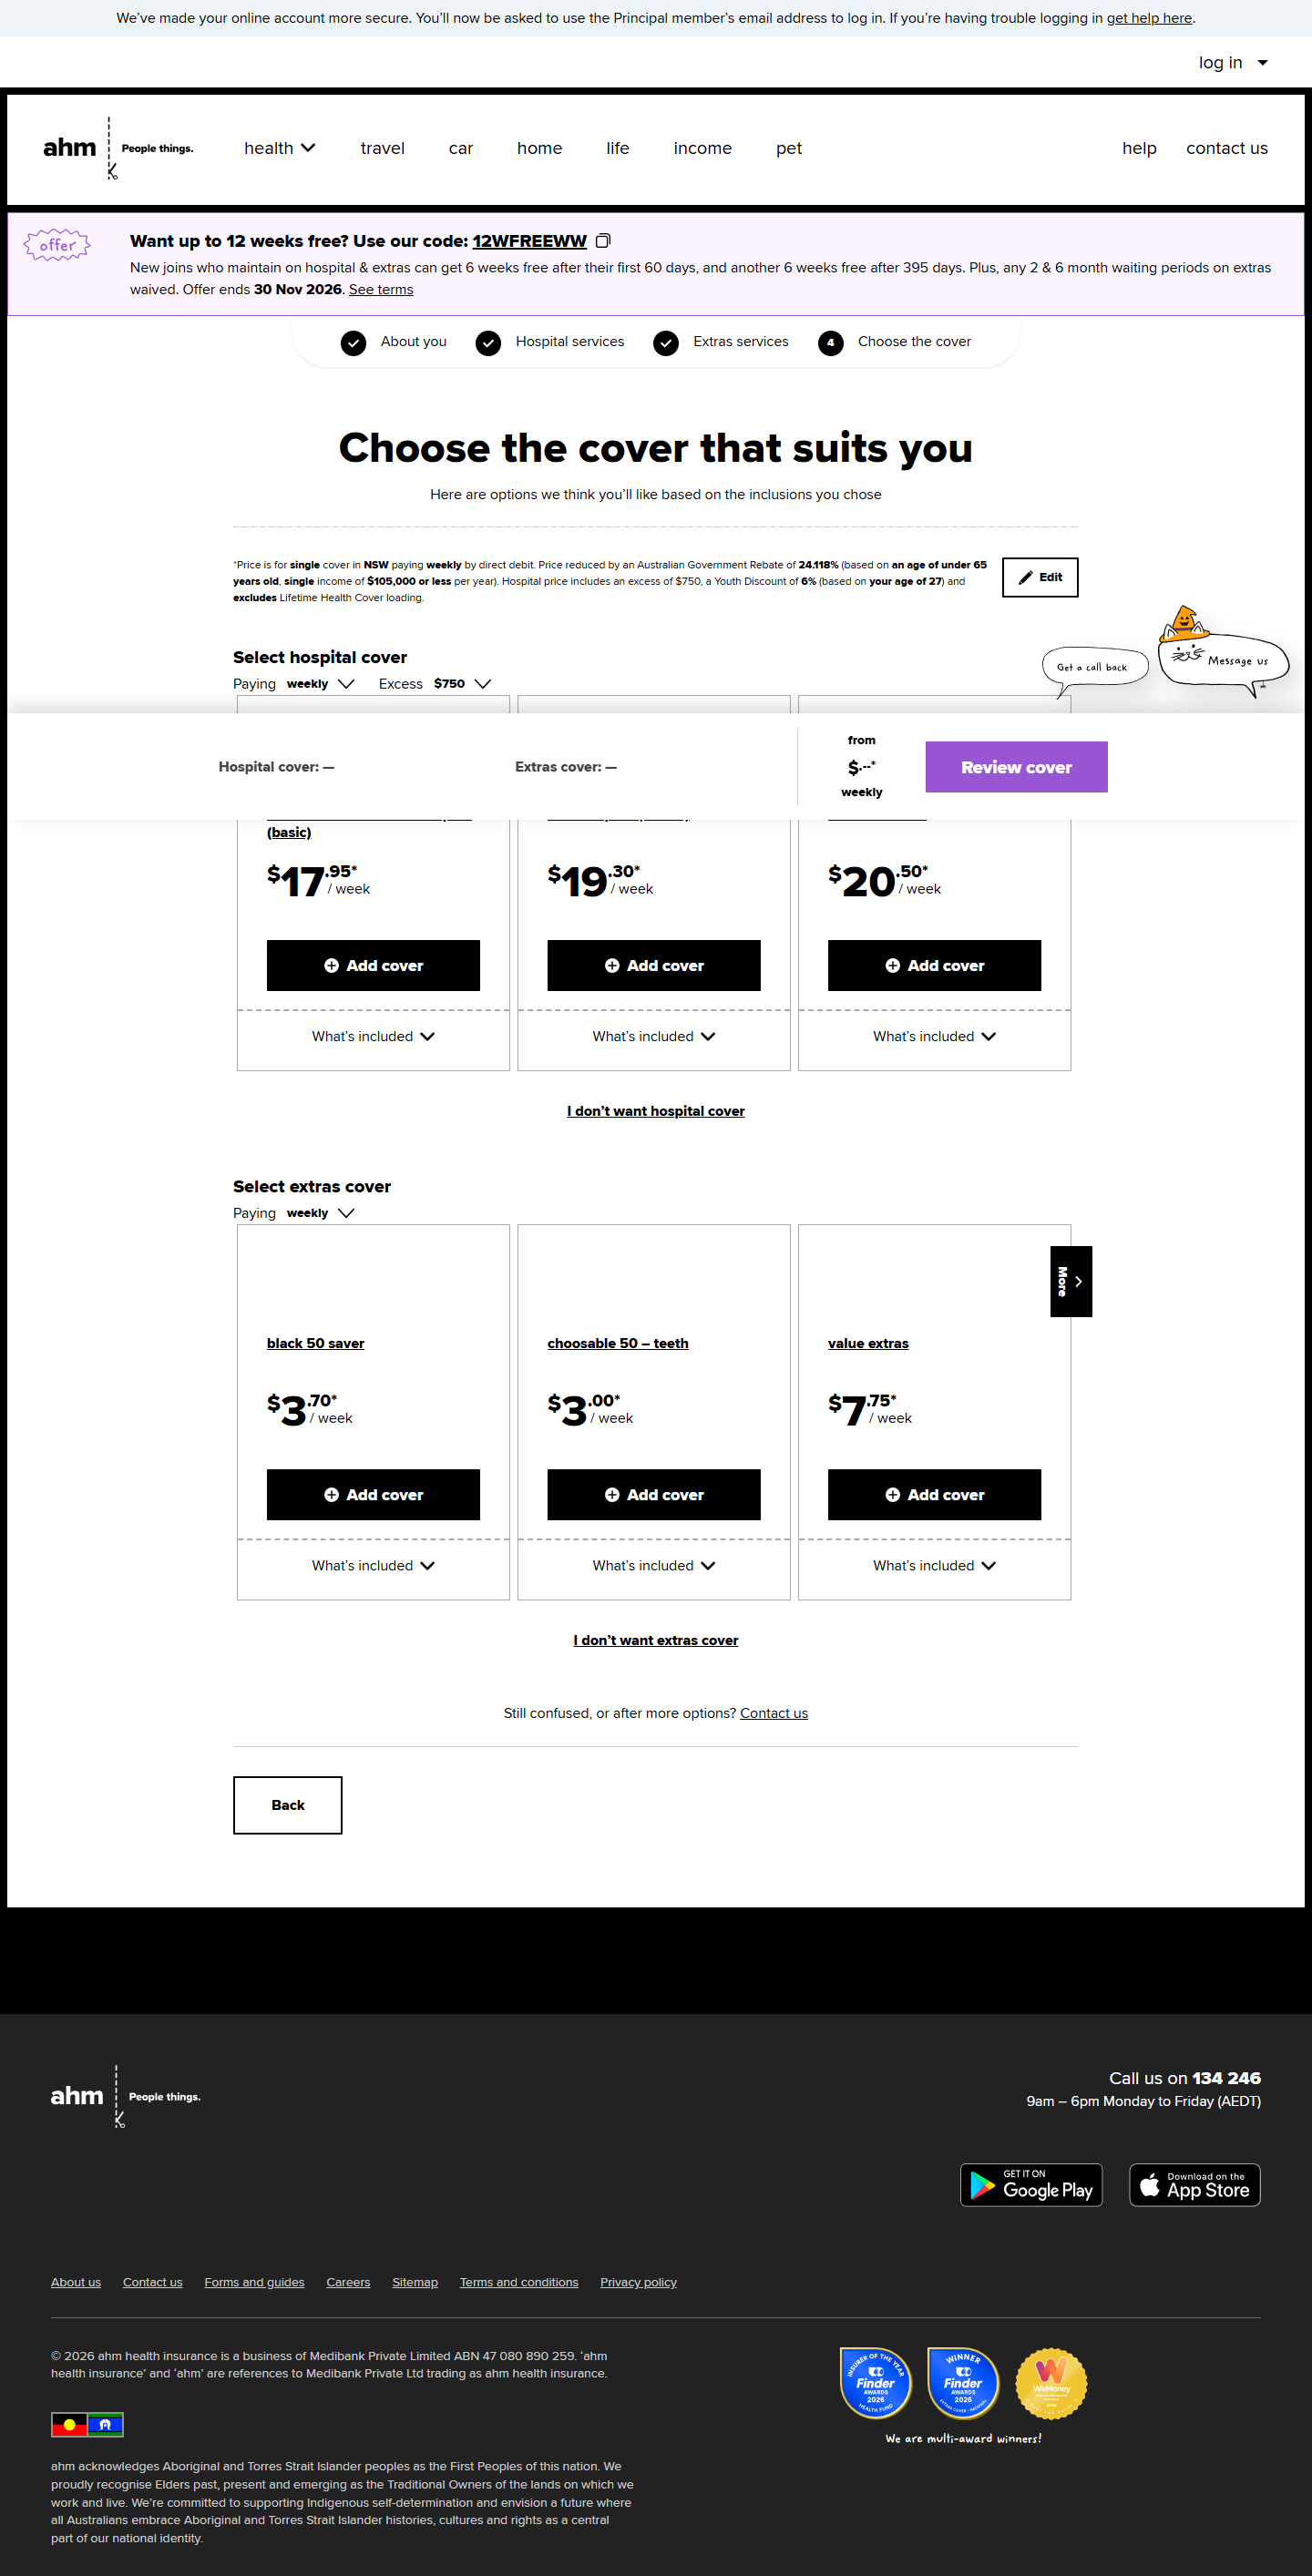 We've made your online account more secure. You'll now be asked to use the Principal member's email address to log in. If you're having trouble logging in get help here.
log in
ahm People things.
health travel car home life income pet help contact us
offer
Want up to 12 weeks free? Use our code: 12WFREEWW
New joins who maintain on hospital & extras can get 6 weeks free after their first 60 days, and another 6 weeks free after 395 days. Plus, any 2 & 6 month waiting periods on extras
waived. Offer ends 30 Nov 2026. See terms
About you Hospital services Extras services 4 Choose the cover
Choose the cover that suits you
Here are options we think you'll like based on the inclusions you chose
*Price is for single cover in NSW paying weekly by direct debit. Price reduced by an Australian Government Rebate of 24.118% (based on an age of under 65
years old, single income of $105,000 or less per year). Hospital price includes an excess of $750, a Youth Discount of 6% (based on your age of 27) and
excludes Lifetime Health Cover loading.
Edit
Get a call back
Message us
Select hospital cover
Paying weekly Excess $750
Hospital cover: —
Extras cover: —
from
$.--*
weekly
Review cover
(basic)
$17.95* / week
$19.30* / week
$20.50* / week
Add cover Add cover Add cover
What's included What's included What's included
I don't want hospital cover
Select extras cover
Paying weekly
More
black 50 saver
choosable 50 – teeth
value extras
$3.70* / week
$3.00* / week
$7.75* / week
Add cover Add cover Add cover
What's included What's included What's included
I don't want extras cover
Still confused, or after more options? Contact us
Back
ahm People things.
Call us on 134 246
9am – 6pm Monday to Friday (AEDT)
GET IT ON
Google Play
Download on the
App Store
About us Contact us Forms and guides Careers Sitemap Terms and conditions Privacy policy
© 2026 ahm health insurance is a business of Medibank Private Limited ABN 47 080 890 259. 'ahm
health insurance' and 'ahm' are references to Medibank Private Ltd trading as ahm health insurance.
INSURER OF THE YEAR
Finder
AWARDS
2026
HEALTH FUND
WINNER
Finder
AWARDS
2026
WeMoney
We are multi-award winners!
ahm acknowledges Aboriginal and Torres Strait Islander peoples as the First Peoples of this nation. We
proudly recognise Elders past, present and emerging as the Traditional Owners of the lands on which we
work and live. We're committed to supporting Indigenous self-determination and envision a future where
all Australians embrace Aboriginal and Torres Strait Islander histories, cultures and rights as a central
part of our national identity.